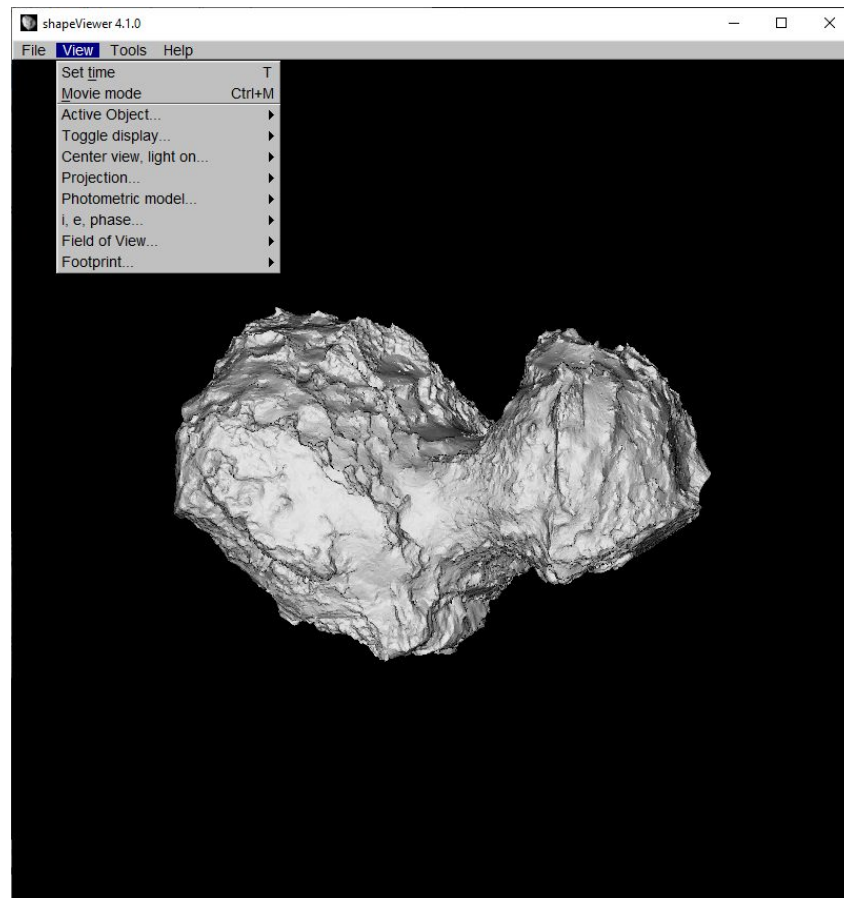 shapeViewer 4.1.0
File View Tools Help
Set time T
Movie mode Ctrl+M
Active Object...
Toggle display...
Center view, light on...
Projection...
Photometric model...
i, e, phase...
Field of View...
Footprint...